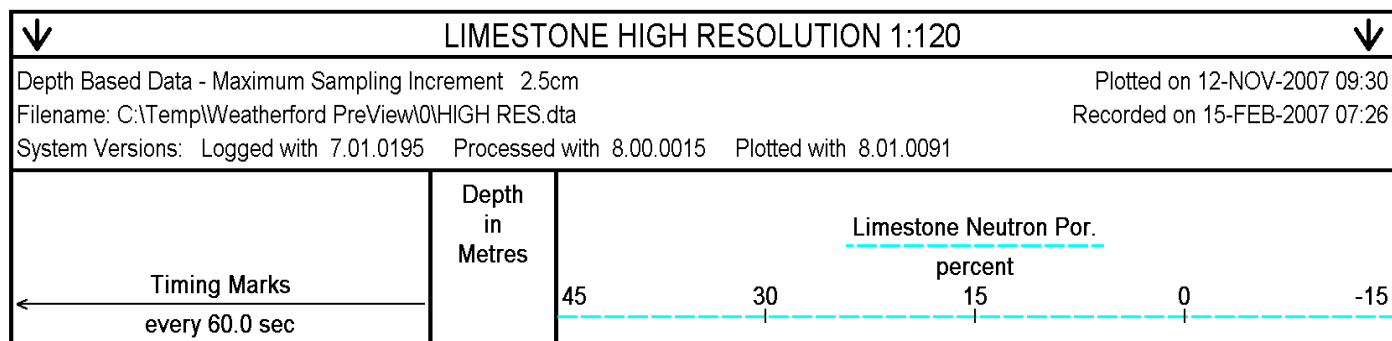 LIMESTONE HIGH RESOLUTION 1:120
Depth Based Data - Maximum Sampling Increment 2.5cm Plotted on 12-NOV-2007 09:30
Filename: C:\Temp\Weatherford PreView\0\HIGH RES.dta Recorded on 15-FEB-2007 07:26
System Versions: Logged with 7.01.0195 Processed with 8.00.0015 Plotted with 8.01.0091
Timing Marks
every 60.0 sec
Depth
in
Metres
Limestone Neutron Por.
percent
45 30 15 0 -15